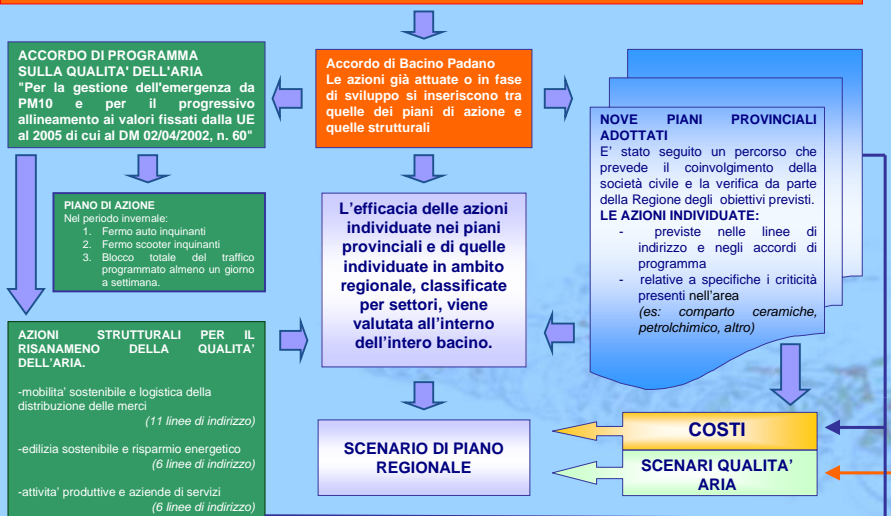 ACCORDO DI PROGRAMMA
SULLA QUALITA' DELL'ARIA
"Per la gestione dell'emergenza da
PM10 e per il progressivo
allineamento ai valori fissati dalla UE
al 2005 di cui al DM 02/04/2002, n. 60"
Accordo di Bacino Padano
Le azioni già attuate o in fase
di sviluppo si inseriscono tra
quelle dei piani di azione e
quelle strutturali
NOVE PIANI PROVINCIALI
ADOTTATI
E' stato seguito un percorso che
prevede il coinvolgimento della
società civile e la verifica da parte
della Regione degli obiettivi previsti.
LE AZIONI INDIVIDUATE:
- previste nelle linee di
indirizzo e negli accordi di
programma
- relative a specifiche i criticità
presenti nell'area
(es: comparto ceramiche,
petrolchimico, altro)
PIANO DI AZIONE
Nel periodo invernale:
1. Fermo auto inquinanti
2. Fermo scooter inquinanti
3. Blocco totale del traffico
programmato almeno un giorno
a settimana.
L'efficacia delle azioni
individuate nei piani
provinciali e di quelle
individuate in ambito
regionale, classificate
per settori, viene
valutata all'interno
dell'intero bacino.
AZIONI STRUTTURALI PER IL
RISANAMENO DELLA QUALITA'
DELL'ARIA.
-mobilita' sostenibile e logistica della
distribuzione delle merci
(11 linee di indirizzo)
-edilizia sostenibile e risparmio energetico
(6 linee di indirizzo)
-attivita' produttive e aziende di servizi
(6 linee di indirizzo)
SCENARIO DI PIANO
REGIONALE
COSTI
SCENARI QUALITA'
ARIA